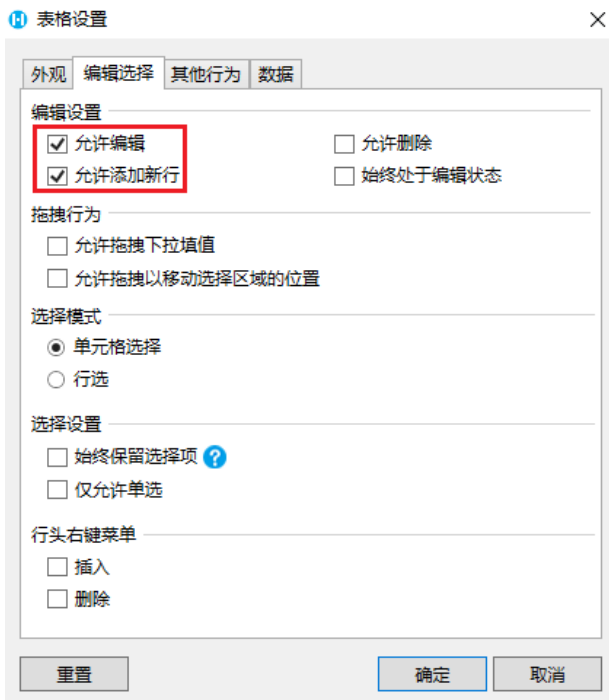 表格设置
外观 编辑选择 其他行为 数据
编辑设置
允许编辑 允许删除
允许添加新行 始终处于编辑状态
拖拽行为
允许拖拽下拉填值
允许拖拽以移动选择区域的位置
选择模式
单元格选择
行选
选择设置
始终保留选择项 ?
仅允许单选
行头右键菜单
插入
删除
重置 确定 取消